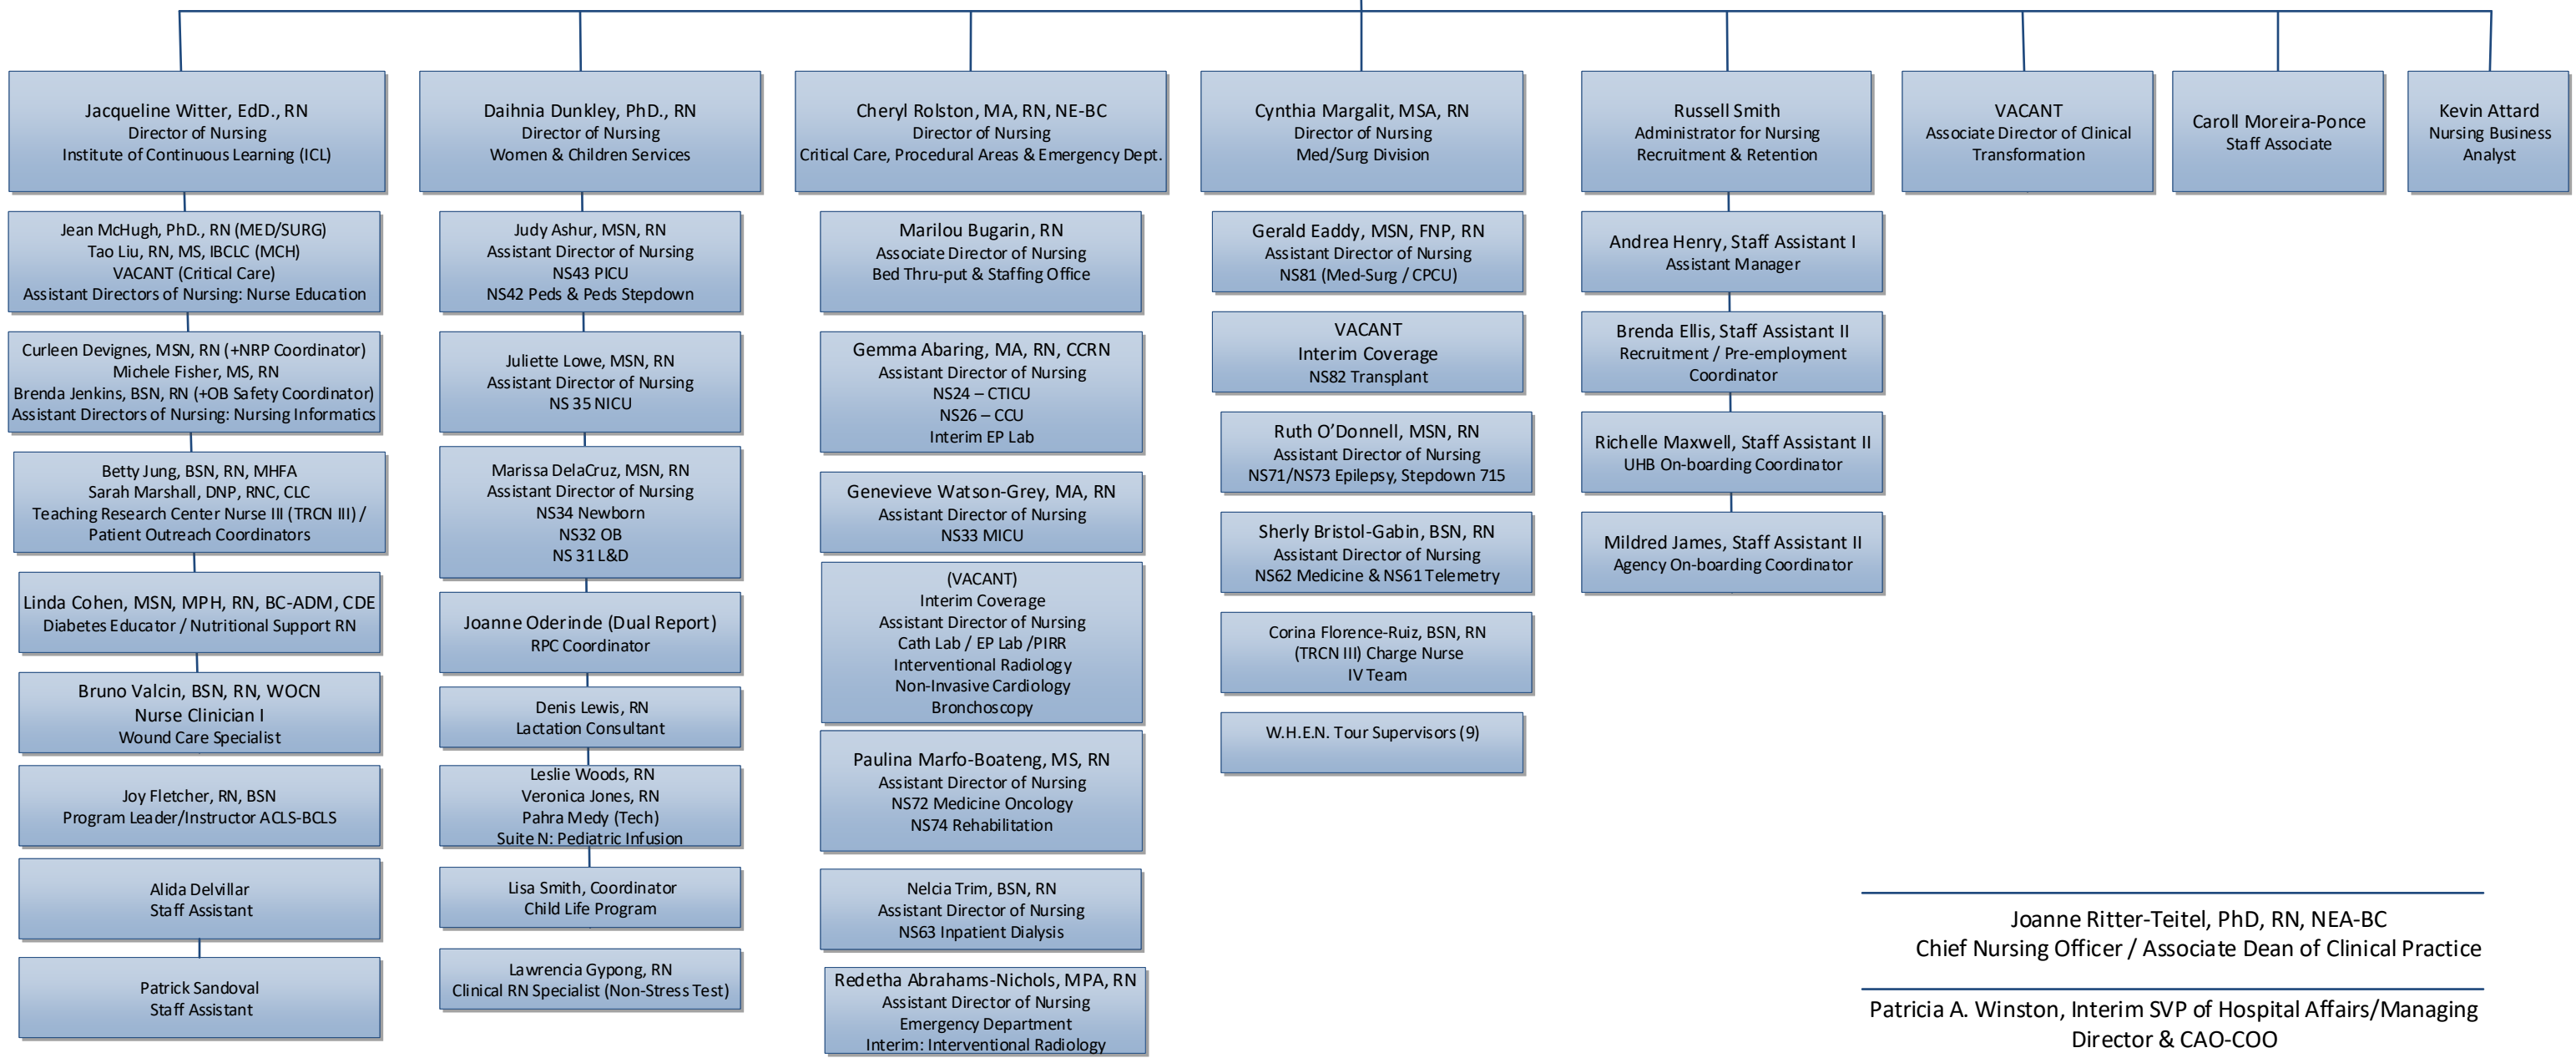 Jacqueline Witter, EdD., RN
Director of Nursing
Institute of Continuous Learning (ICL)
Jean McHugh, PhD., RN (MED/SURG)
Tao Liu, RN, MS, IBCLC (MCH)
VACANT (Critical Care)
Assistant Directors of Nursing: Nurse Education
Curleen Devignes, MSN, RN (+NRP Coordinator)
Michele Fisher, MS, RN
Brenda Jenkins, BSN, RN (+OB Safety Coordinator)
Assistant Directors of Nursing: Nursing Informatics
Betty Jung, BSN, RN, MHFA
Sarah Marshall, DNP, RNC, CLC
Teaching Research Center Nurse III (TRCN III) /
Patient Outreach Coordinators
Linda Cohen, MSN, MPH, RN, BC-ADM, CDE
Diabetes Educator / Nutritional Support RN
Bruno Valcin, BSN, RN, WOCN
Nurse Clinician I
Wound Care Specialist
Joy Fletcher, RN, BSN
Program Leader/Instructor ACLS-BCLS
Alida Delvillar
Staff Assistant
Patrick Sandoval
Staff Assistant
Daihnia Dunkley, PhD., RN
Director of Nursing
Women & Children Services
Judy Ashur, MSN, RN
Assistant Director of Nursing
NS43 PICU
NS42 Peds & Peds Stepdown
Juliette Lowe, MSN, RN
Assistant Director of Nursing
NS 35 NICU
Marissa DelaCruz, MSN, RN
Assistant Director of Nursing
NS34 Newborn
NS32 OB
NS 31 L&D
Joanne Oderinde (Dual Report)
RPC Coordinator
Denis Lewis, RN
Lactation Consultant
Leslie Woods, RN
Veronica Jones, RN
Pahra Medy (Tech)
Suite N: Pediatric Infusion
Lisa Smith, Coordinator
Child Life Program
Lawrencia Gypong, RN
Clinical RN Specialist (Non-Stress Test)
Cheryl Rolston, MA, RN, NE-BC
Director of Nursing
Critical Care, Procedural Areas & Emergency Dept.
Marilou Bugarin, RN
Associate Director of Nursing
Bed Thru-put & Staffing Office
Gemma Abaring, MA, RN, CCRN
Assistant Director of Nursing
NS24 – CTICU
NS26 – CCU
Interim EP Lab
Genevieve Watson-Grey, MA, RN
Assistant Director of Nursing
NS33 MICU
(VACANT)
Interim Coverage
Assistant Director of Nursing
Cath Lab / EP Lab /PIRR
Interventional Radiology
Non-Invasive Cardiology
Bronchoscopy
Paulina Marfo-Boateng, MS, RN
Assistant Director of Nursing
NS72 Medicine Oncology
NS74 Rehabilitation
Nelcia Trim, BSN, RN
Assistant Director of Nursing
NS63 Inpatient Dialysis
Redetha Abrahams-Nichols, MPA, RN
Assistant Director of Nursing
Emergency Department
Interim: Interventional Radiology
Cynthia Margalit, MSA, RN
Director of Nursing
Med/Surg Division
Gerald Eaddy, MSN, FNP, RN
Assistant Director of Nursing
NS81 (Med-Surg / CPCU)
VACANT
Interim Coverage
NS82 Transplant
Ruth O’Donnell, MSN, RN
Assistant Director of Nursing
NS71/NS73 Epilepsy, Stepdown 715
Sherly Bristol-Gabin, BSN, RN
Assistant Director of Nursing
NS62 Medicine & NS61 Telemetry
Corina Florence-Ruiz, BSN, RN
(TRCN III) Charge Nurse
IV Team
W.H.E.N. Tour Supervisors (9)
Russell Smith
Administrator for Nursing
Recruitment & Retention
Andrea Henry, Staff Assistant I
Assistant Manager
Brenda Ellis, Staff Assistant II
Recruitment / Pre-employment
Coordinator
Richelle Maxwell, Staff Assistant II
UHB On-boarding Coordinator
Mildred James, Staff Assistant II
Agency On-boarding Coordinator
VACANT
Associate Director of Clinical
Transformation
Caroll Moreira-Ponce
Staff Associate
Kevin Attard
Nursing Business
Analyst
Joanne Ritter-Teitel, PhD, RN, NEA-BC
Chief Nursing Officer / Associate Dean of Clinical Practice
Patricia A. Winston, Interim SVP of Hospital Affairs/Managing
Director & CAO-COO